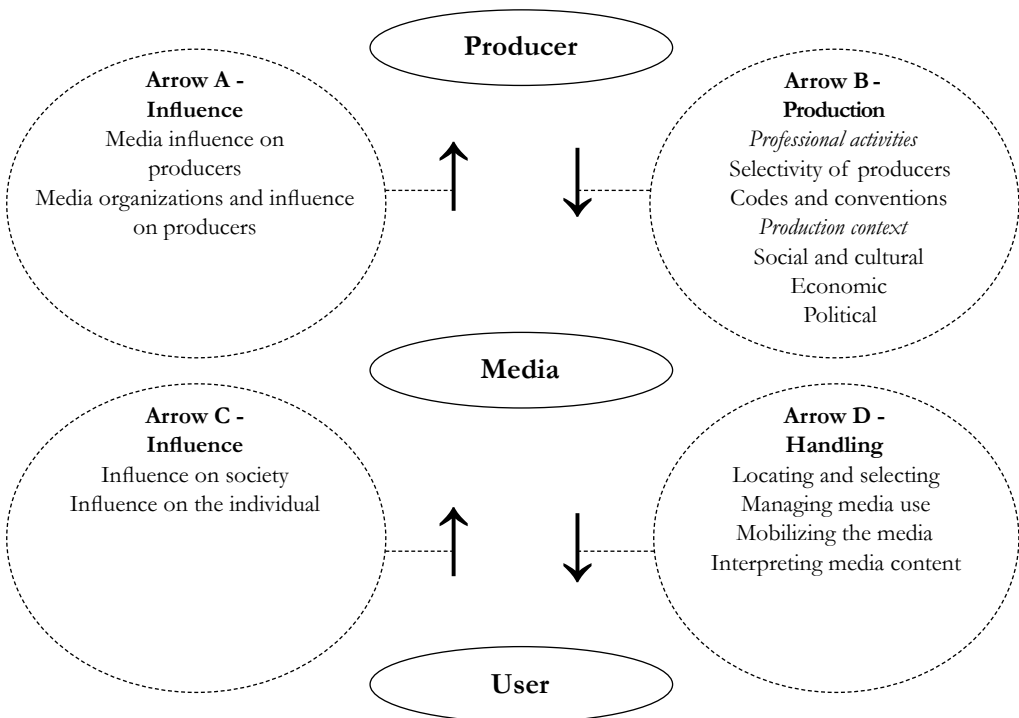 Producer
Arrow A -
Influence
Media influence on
producers
Media organizations and influence
on producers
Arrow B -
Production
Professional activities
Selectivity of producers
Codes and conventions
Production context
Social and cultural
Economic
Political
Media
Arrow C -
Influence
Influence on society
Influence on the individual
Arrow D -
Handling
Locating and selecting
Managing media use
Mobilizing the media
Interpreting media content
User